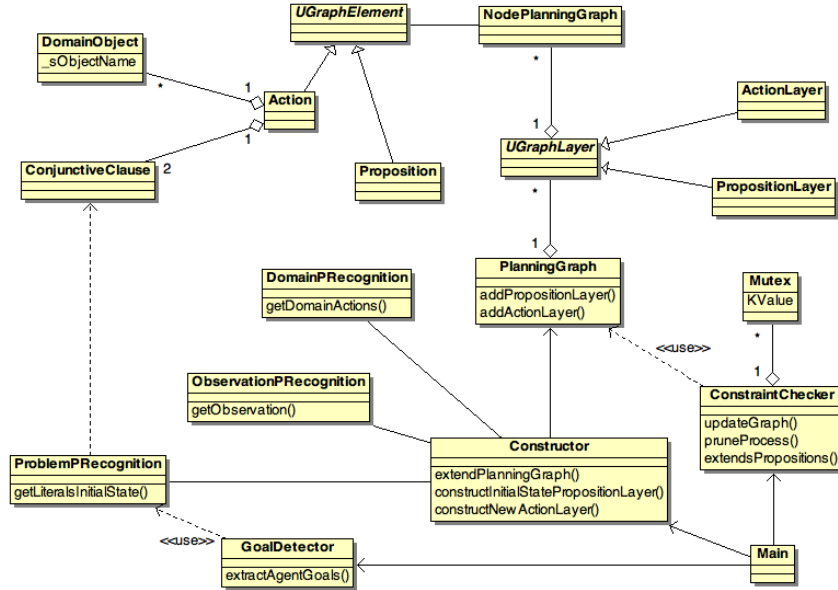 UGraphElement
NodePlanningGraph
DomainObject
_sObjectName
*
1
Action
1
*
1
ActionLayer
UGraphLayer
ConjunctiveClause
2
Proposition
*
PropositionLayer
1
PlanningGraph
addPropositionLayer()
addActionLayer()
DomainPRecognition
getDomainActions()
Mutex
KValue
*
<<use>>
1
ObservationPRecognition
getObservation()
ConstraintChecker
updateGraph()
pruneProcess()
extendsPropositions()
Constructor
extendPlanningGraph()
constructInitialStatePropositionLayer()
constructNewActionLayer()
ProblemPRecognition
getLiteralsInitialState()
<<use>>
GoalDetector
extractAgentGoals()
Main